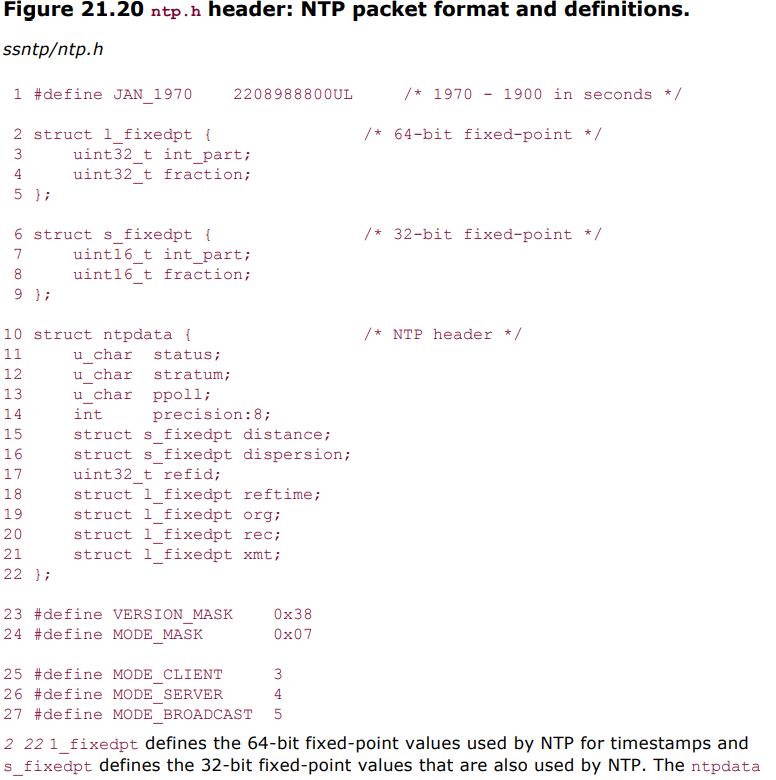 Figure 21.20 ntp.h header: NTP packet format and definitions.
ssntp/ntp.h
1 #define JAN_1970    2208988800UL     /* 1970 - 1900 in seconds */
2 struct l_fixedpt {                 /* 64-bit fixed-point */
3     uint32_t int_part;
4     uint32_t fraction;
5 };
6 struct s_fixedpt {                 /* 32-bit fixed-point */
7     uint16_t int_part;
8     uint16_t fraction;
9 };
10 struct ntpdata {                  /* NTP header */
11     u_char  status;
12     u_char  stratum;
13     u_char  ppoll;
14     int     precision:8;
15     struct s_fixedpt distance;
16     struct s_fixedpt dispersion;
17     uint32_t refid;
18     struct l_fixedpt reftime;
19     struct l_fixedpt org;
20     struct l_fixedpt rec;
21     struct l_fixedpt xmt;
22 };
23 #define VERSION_MASK    0x38
24 #define MODE_MASK       0x07
25 #define MODE_CLIENT     3
26 #define MODE_SERVER     4
27 #define MODE_BROADCAST  5
2 22 l_fixedpt defines the 64-bit fixed-point values used by NTP for timestamps and
s_fixedpt defines the 32-bit fixed-point values that are also used by NTP. The ntpdata